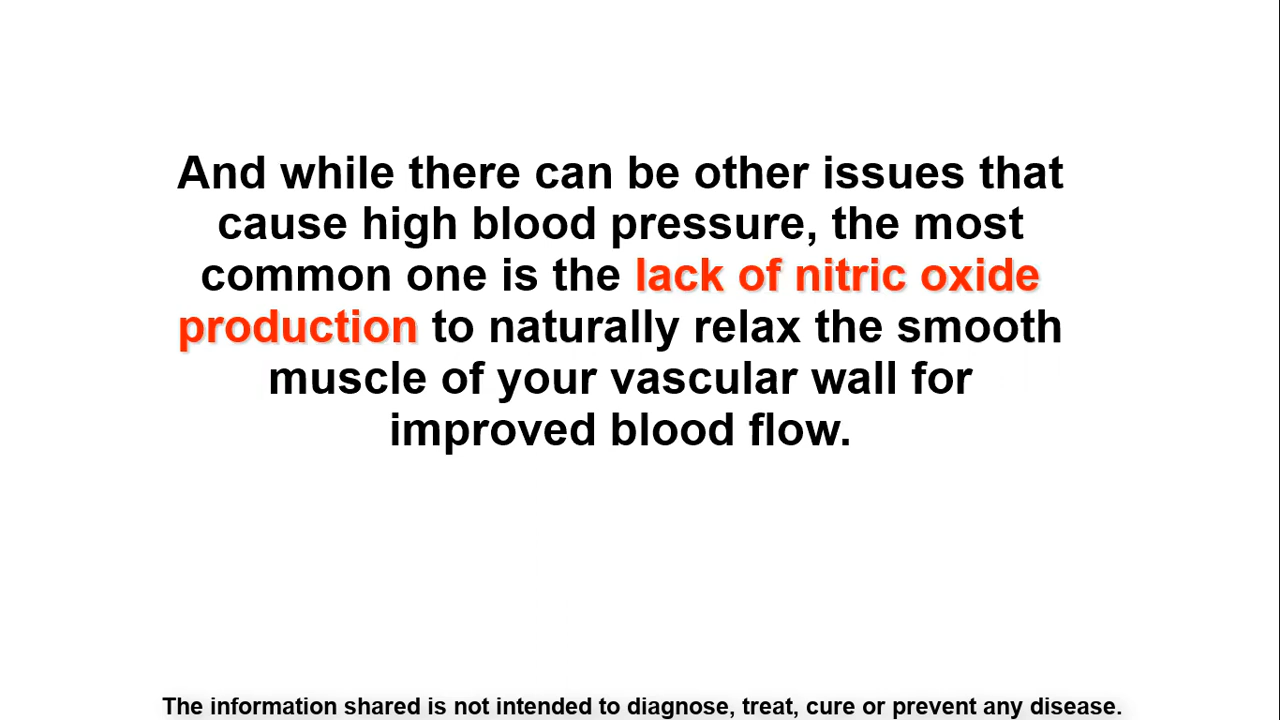 And while there can be other issues that
cause high blood pressure, the most
common one is the lack of nitric oxide
production to naturally relax the smooth
muscle of your vascular wall for
improved blood flow.
The information shared is not intended to diagnose, treat, cure or prevent any disease.